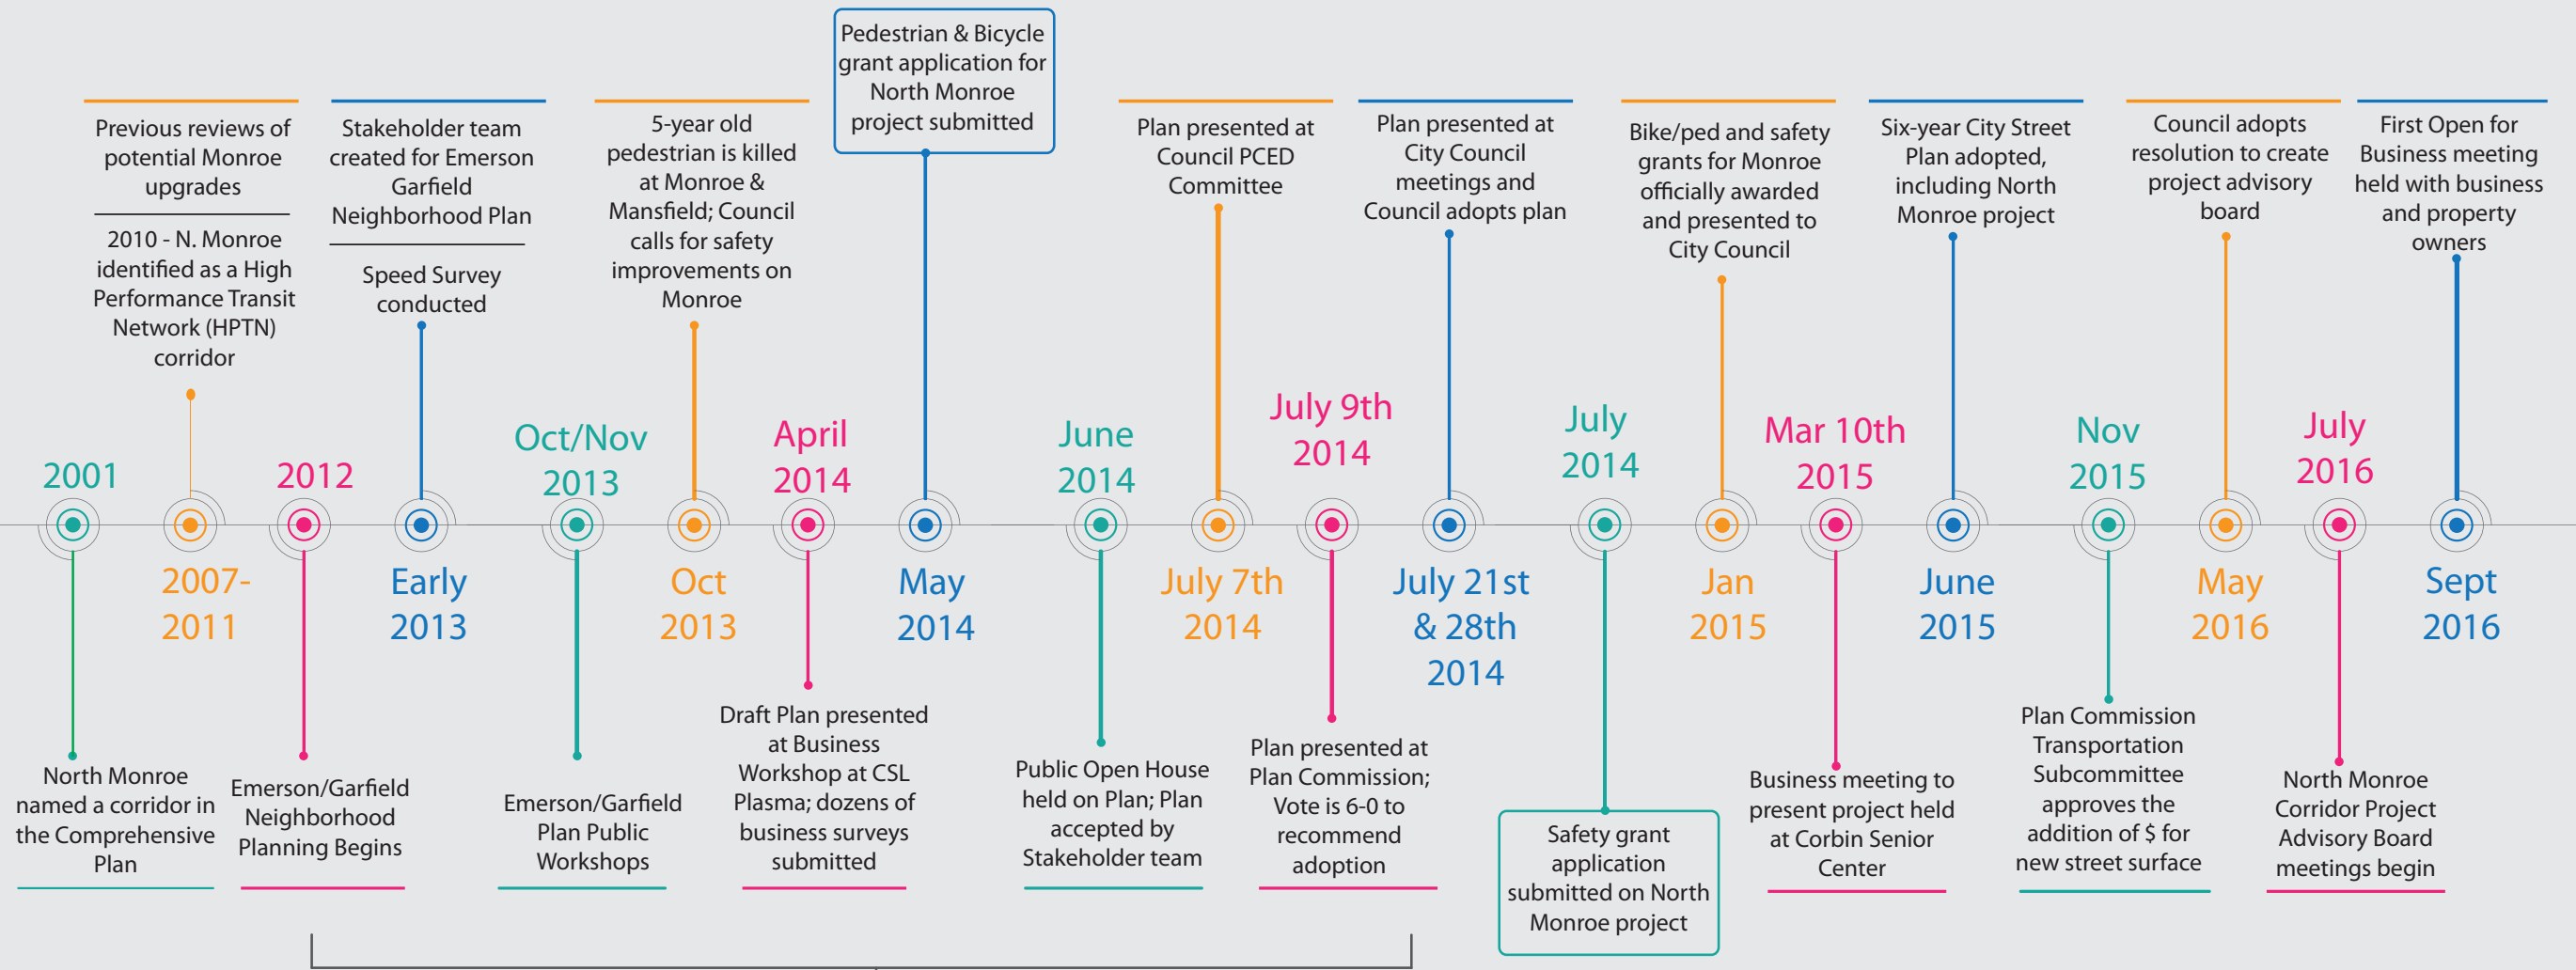 2001
North Monroe
named a corridor in
the Comprehensive
Plan
Previous reviews of
potential Monroe
upgrades
2010 - N. Monroe
identified as a High
Performance Transit
Network (HPTN)
corridor
2007-
2011
2012
Emerson/Garfield
Neighborhood
Planning Begins
Stakeholder team
created for Emerson
Garfield
Neighborhood Plan
Speed Survey
conducted
Early
2013
Oct/Nov
2013
Emerson/Garfield
Plan Public
Workshops
5-year old
pedestrian is killed
at Monroe &
Mansfield; Council
calls for safety
improvements on
Monroe
Oct
2013
April
2014
Draft Plan presented
at Business
Workshop at CSL
Plasma; dozens of
business surveys
submitted
Pedestrian & Bicycle
grant application for
North Monroe
project submitted
May
2014
June
2014
Public Open House
held on Plan; Plan
accepted by
Stakeholder team
Plan presented at
Council PCED
Committee
July 7th
2014
July 9th
2014
Plan presented at
Plan Commission;
Vote is 6-0 to
recommend
adoption
Plan presented at
City Council
meetings and
Council adopts plan
July 21st
& 28th
2014
July
2014
Safety grant
application
submitted on North
Monroe project
Bike/ped and safety
grants for Monroe
officially awarded
and presented to
City Council
Jan
2015
Mar 10th
2015
Business meeting to
present project held
at Corbin Senior
Center
Six-year City Street
Plan adopted,
including North
Monroe project
June
2015
Nov
2015
Plan Commission
Transportation
Subcommittee
approves the
addition of $ for
new street surface
Council adopts
resolution to create
project advisory
board
May
2016
July
2016
North Monroe
Corridor Project
Advisory Board
meetings begin
First Open for
Business meeting
held with business
and property
owners
Sept
2016